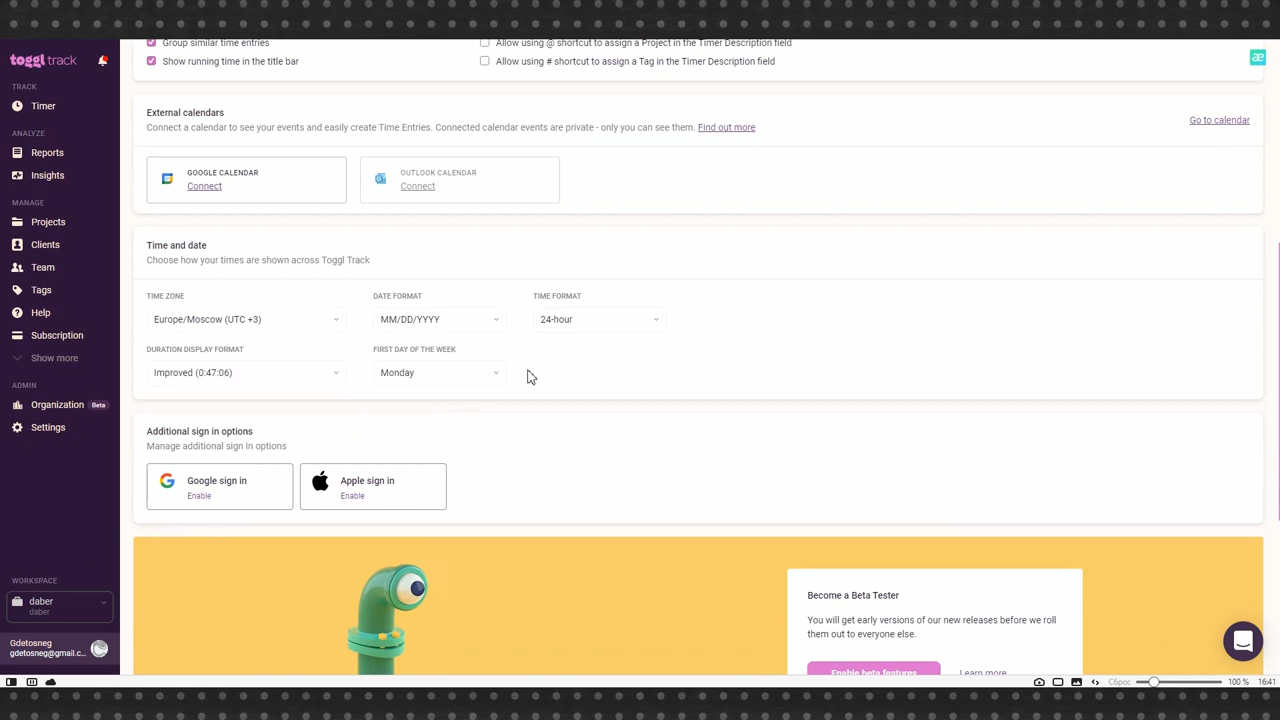 toggl track
TRACK
Timer
ANALYZE
Reports
Insights
MANAGE
Projects
Clients
Team
Tags
Help
Subscription
Show more
ADMIN
Organization Beta
Settings
WORKSPACE
daber
daber
Gdetosneg
gdetosneg@gmail.c...
Group similar time entries
Allow using @ shortcut to assign a Project in the Timer Description field
Show running time in the title bar
Allow using # shortcut to assign a Tag in the Timer Description field
æ
External calendars
Connect a calendar to see your events and easily create Time Entries. Connected calendar events are private - only you can see them. Find out more
Go to calendar
GOOGLE CALENDAR
Connect
OUTLOOK CALENDAR
Connect
Time and date
Choose how your times are shown across Toggl Track
TIME ZONE
DATE FORMAT
TIME FORMAT
Europe/Moscow (UTC +3)
MM/DD/YYYY
24-hour
DURATION DISPLAY FORMAT
FIRST DAY OF THE WEEK
Improved (0:47:06)
Monday
Additional sign in options
Manage additional sign in options
Google sign in
Enable
Apple sign in
Enable
Become a Beta Tester
You will get early versions of our new releases before we roll
them out to everyone else.
Enable beta features
Learn more
Сброс
100 %
16:41